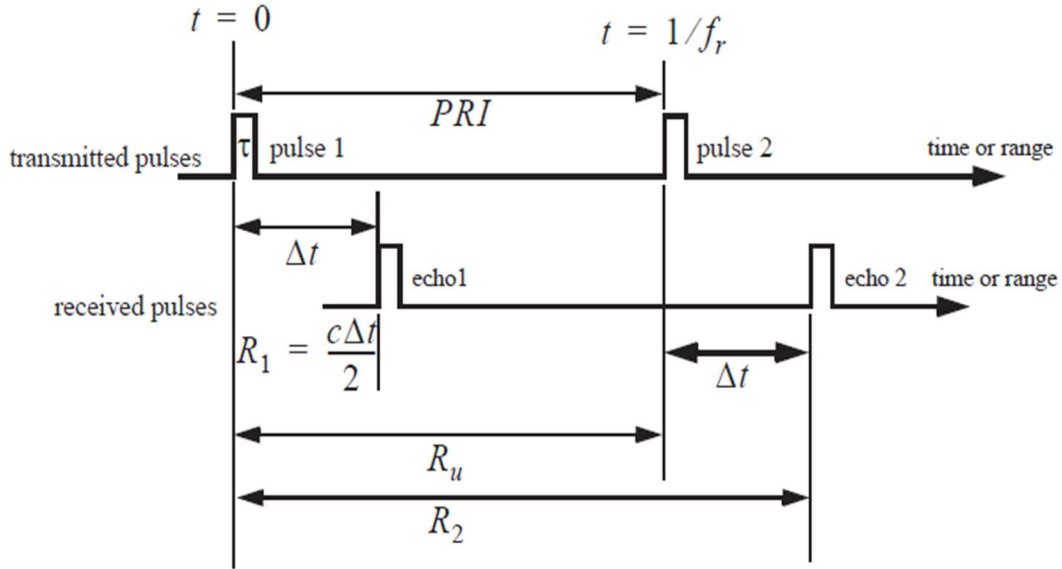 t = 0
t = 1/f_r
PRI
τ pulse 1
pulse 2
transmitted pulses
time or range
Δt
echo1
echo 2
time or range
received pulses
R_1 = cΔt/2
Δt
R_u
R_2